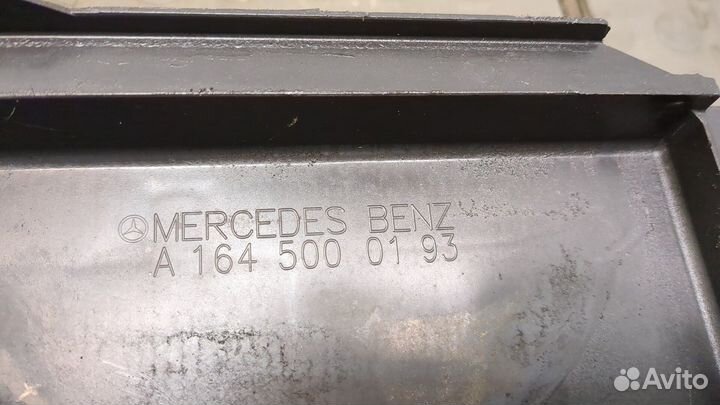 MERCEDES BENZ
A 164 500 01 93
Avito